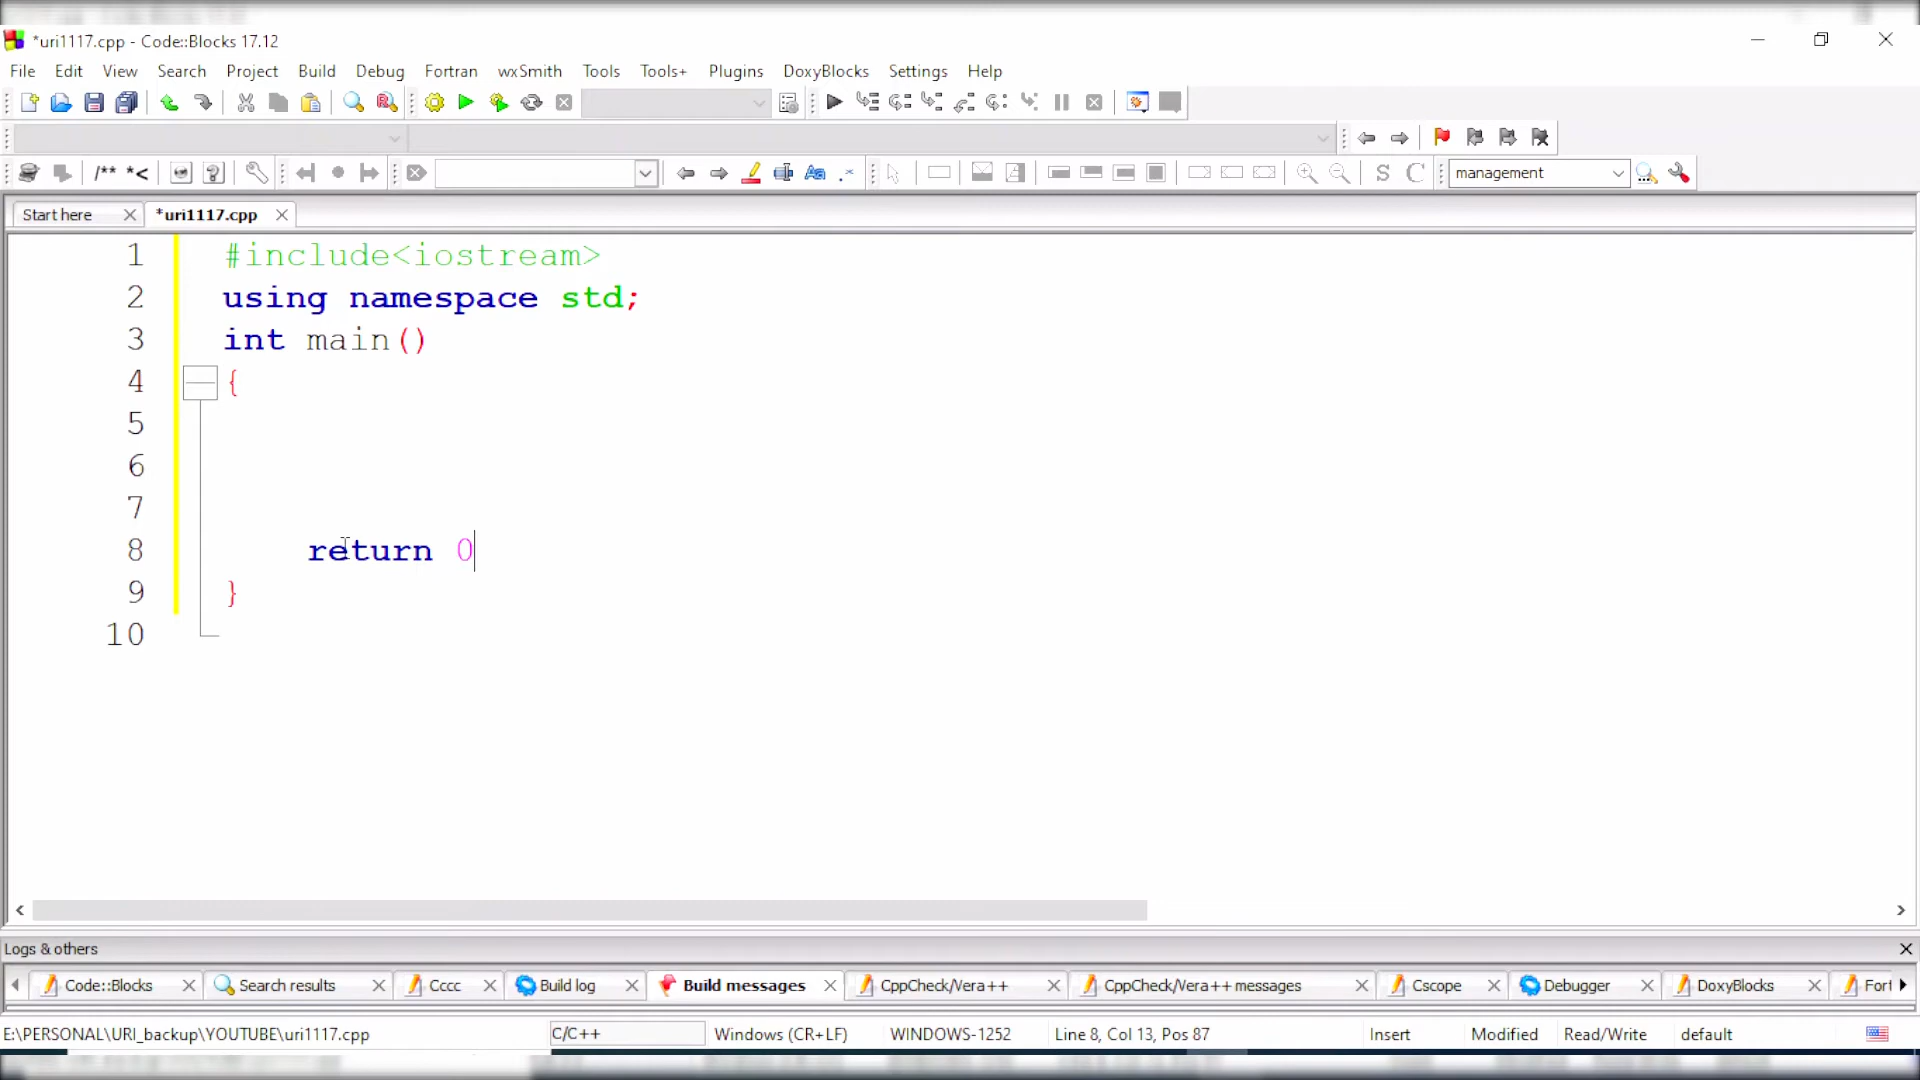 *uri1117.cpp - Code::Blocks 17.12
File Edit View Search Project Build Debug Fortran wxSmith Tools Tools+ Plugins DoxyBlocks Settings Help
/** *< S C management
Start here *uri1117.cpp
1 #include<iostream>
2 using namespace std;
3 int main()
4 {
5
6
7
8 return 0
9 }
10
Logs & others
Code::Blocks Search results Cccc Build log Build messages CppCheck/Vera++ CppCheck/Vera++ messages Cscope Debugger DoxyBlocks Fort
E:\PERSONAL\URI_backup\YOUTUBE\uri1117.cpp C/C++ Windows (CR+LF) WINDOWS-1252 Line 8, Col 13, Pos 87 Insert Modified Read/Write default